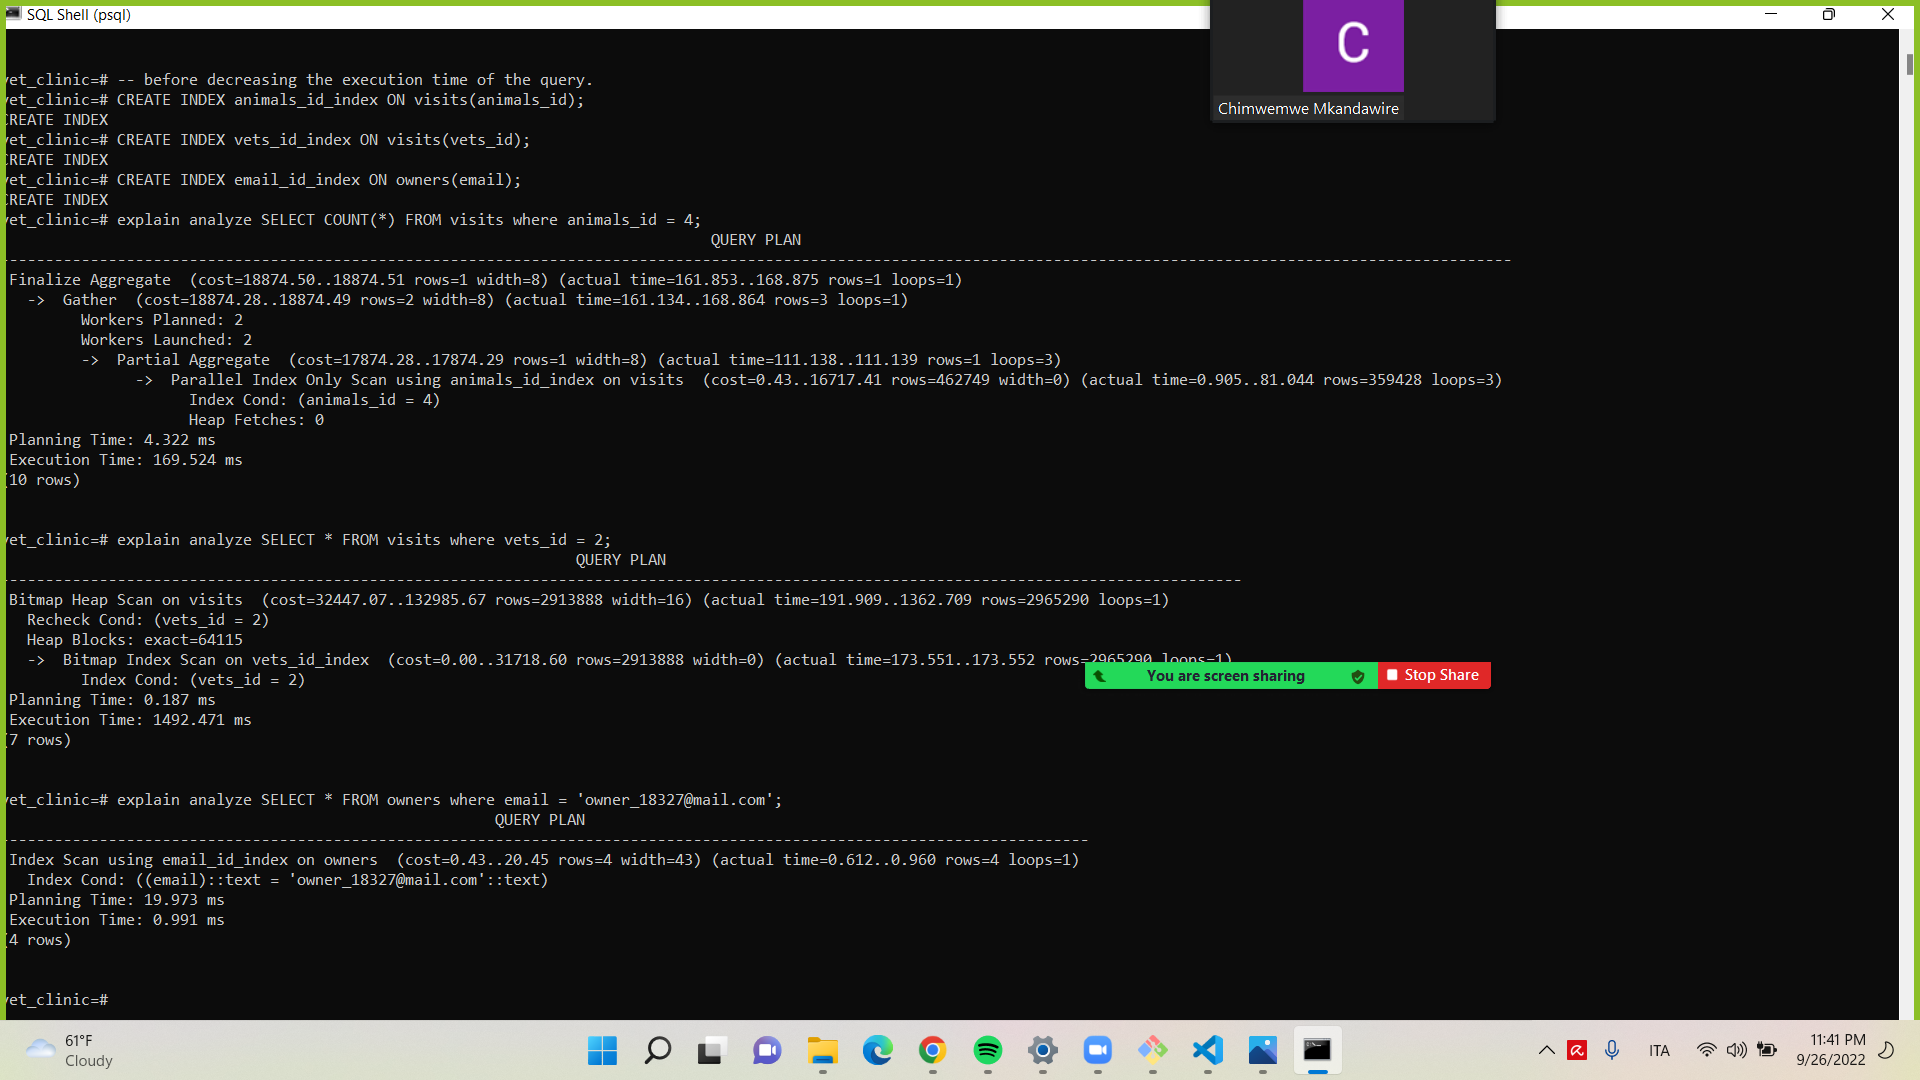 SQL Shell (psql)
C
Chimwemwe Mkandawire
vet_clinic=# -- before decreasing the execution time of the query.
vet_clinic=# CREATE INDEX animals_id_index ON visits(animals_id);
CREATE INDEX
vet_clinic=# CREATE INDEX vets_id_index ON visits(vets_id);
CREATE INDEX
vet_clinic=# CREATE INDEX email_id_index ON owners(email);
CREATE INDEX
vet_clinic=# explain analyze SELECT COUNT(*) FROM visits where animals_id = 4;
QUERY PLAN
Finalize Aggregate  (cost=18874.50..18874.51 rows=1 width=8) (actual time=161.853..168.875 rows=1 loops=1)
->  Gather  (cost=18874.28..18874.49 rows=2 width=8) (actual time=161.134..168.864 rows=3 loops=1)
Workers Planned: 2
Workers Launched: 2
->  Partial Aggregate  (cost=17874.28..17874.29 rows=1 width=8) (actual time=111.138..111.139 rows=1 loops=3)
->  Parallel Index Only Scan using animals_id_index on visits  (cost=0.43..16717.41 rows=462749 width=0) (actual time=0.905..81.044 rows=359428 loops=3)
Index Cond: (animals_id = 4)
Heap Fetches: 0
Planning Time: 4.322 ms
Execution Time: 169.524 ms
(10 rows)
vet_clinic=# explain analyze SELECT * FROM visits where vets_id = 2;
QUERY PLAN
Bitmap Heap Scan on visits  (cost=32447.07..132985.67 rows=2913888 width=16) (actual time=191.909..1362.709 rows=2965290 loops=1)
Recheck Cond: (vets_id = 2)
Heap Blocks: exact=64115
->  Bitmap Index Scan on vets_id_index  (cost=0.00..31718.60 rows=2913888 width=0) (actual time=173.551..173.552 rows=2965290 loops=1)
Index Cond: (vets_id = 2)
You are screen sharing Stop Share
Planning Time: 0.187 ms
Execution Time: 1492.471 ms
(7 rows)
vet_clinic=# explain analyze SELECT * FROM owners where email = 'owner_18327@mail.com';
QUERY PLAN
Index Scan using email_id_index on owners  (cost=0.43..20.45 rows=4 width=43) (actual time=0.612..0.960 rows=4 loops=1)
Index Cond: ((email)::text = 'owner_18327@mail.com'::text)
Planning Time: 19.973 ms
Execution Time: 0.991 ms
(4 rows)
vet_clinic=#
61°F
Cloudy
ITA
11:41 PM
9/26/2022